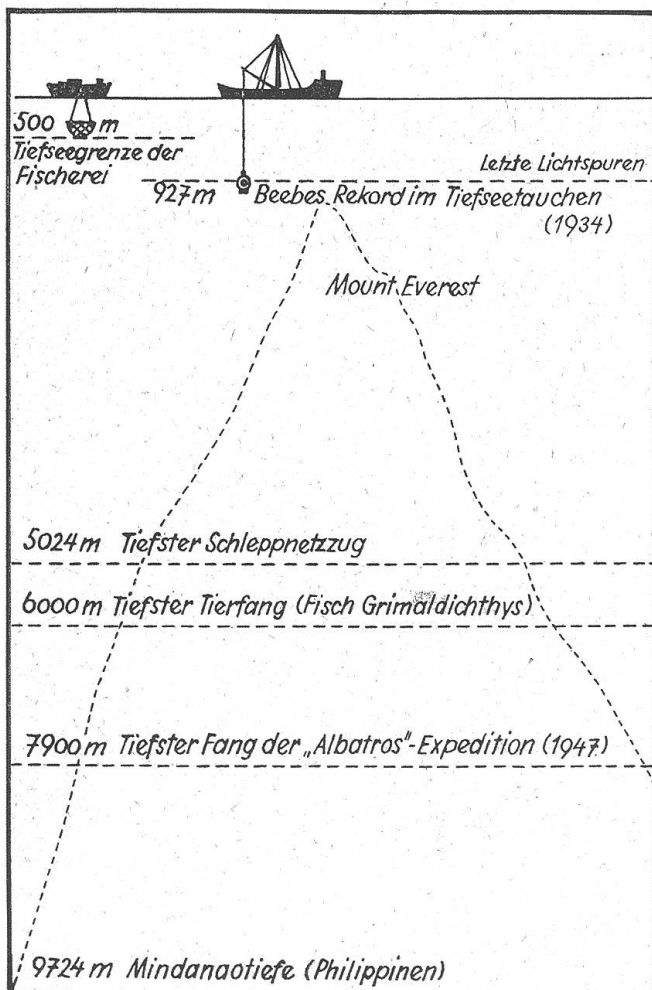 500 m
Tiefseegrenze der
Fischerei
Letzte Lichtspuren
927 m Beebes Rekord im Tiefseetauchen
(1934)
Mount Everest
5024 m Tiefster Schleppnetzzug
6000 m Tiefster Tierfang (Fisch Grimaldichthys)
7900 m Tiefster Fang der „Albatros"-Expedition (1947)
9724 m Mindanaotiefe (Philippinen)